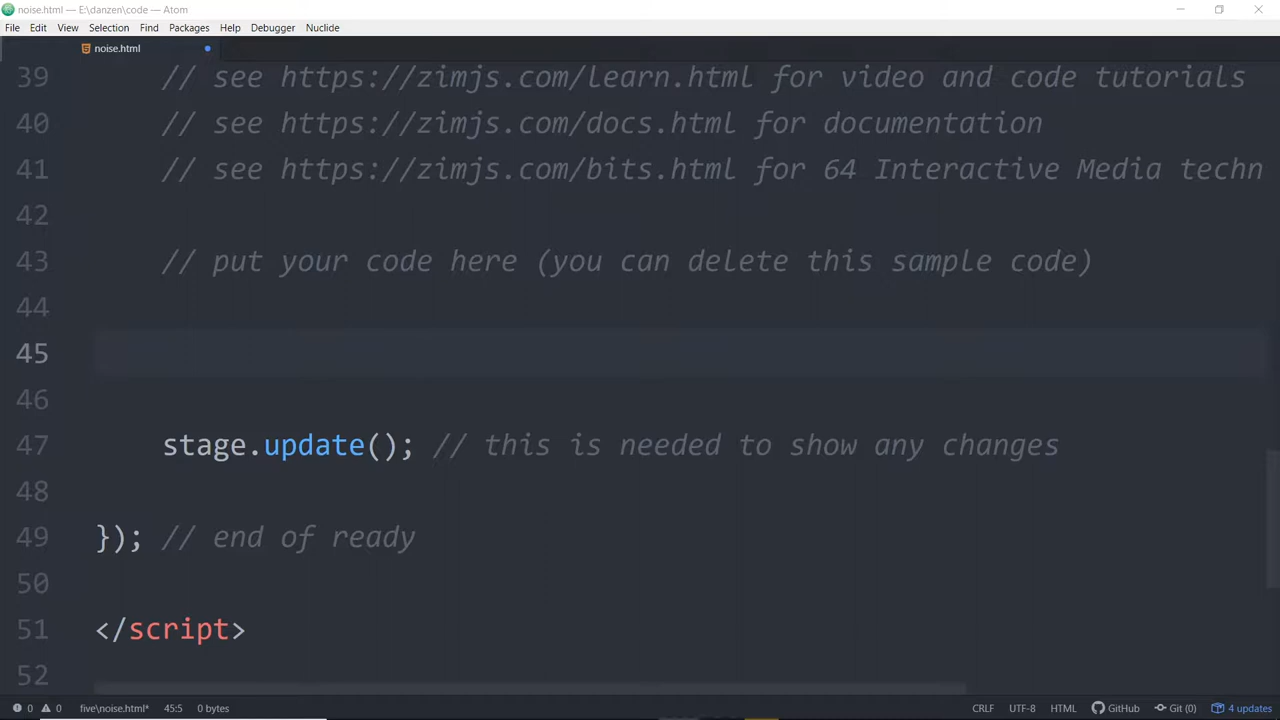 noise.html — E:\danzen\code — Atom
File Edit View Selection Find Packages Help Debugger Nuclide
noise.html
39 // see https://zimjs.com/learn.html for video and code tutorials
40 // see https://zimjs.com/docs.html for documentation
41 // see https://zimjs.com/bits.html for 64 Interactive Media techn
42
43 // put your code here (you can delete this sample code)
44
45
46
47 stage.update(); // this is needed to show any changes
48
49 }); // end of ready
50
51 </script>
52
0 0 five\noise.html* 45:5 0 bytes CRLF UTF-8 HTML GitHub Git (0) 4 updates